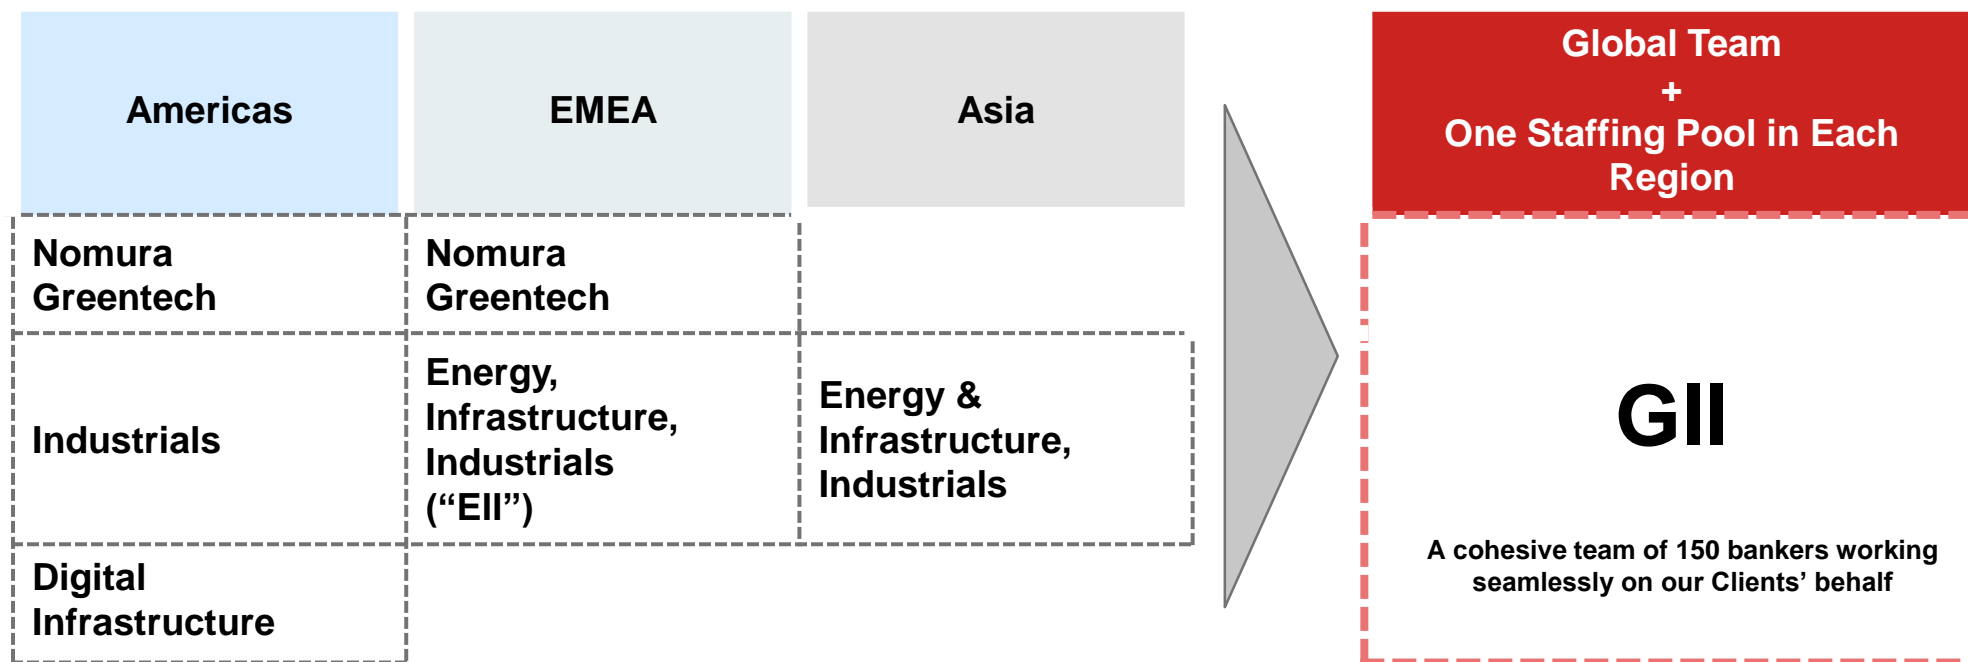 Americas
EMEA
Asia
Global Team
+
One Staffing Pool in Each
Region
Nomura
Greentech
Nomura
Greentech
Industrials
Energy,
Infrastructure,
Industrials
(“EII”)
Energy &
Infrastructure,
Industrials
Digital
Infrastructure
GII
A cohesive team of 150 bankers working
seamlessly on our Clients’ behalf